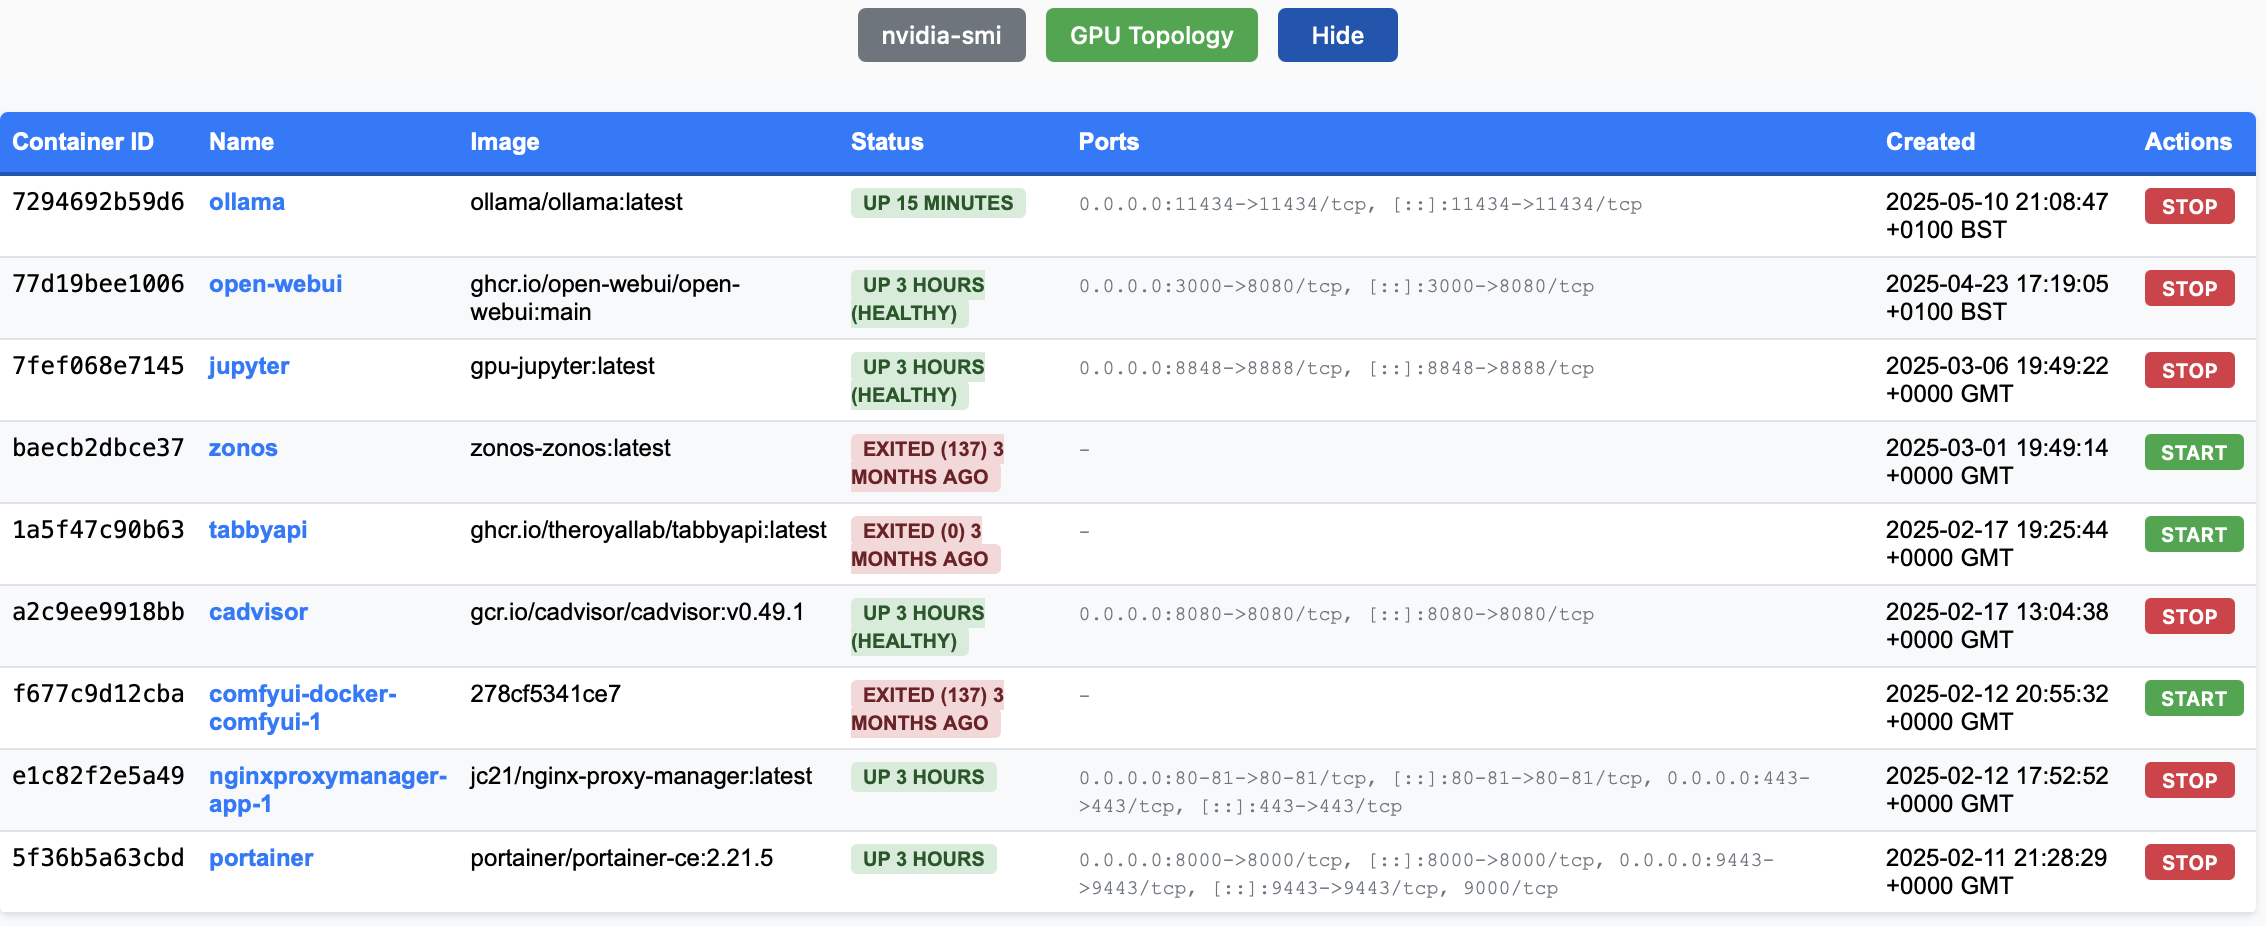 nvidia-smi GPU Topology Hide
Container ID Name Image Status Ports Created Actions
7294692b59d6 ollama ollama/ollama:latest UP 15 MINUTES 0.0.0.0:11434->11434/tcp, [::]:11434->11434/tcp 2025-05-10 21:08:47 STOP
+0100 BST
77d19bee1006 open-webui ghcr.io/open-webui/open- UP 3 HOURS 0.0.0.0:3000->8080/tcp, [::]:3000->8080/tcp 2025-04-23 17:19:05 STOP
webui:main (HEALTHY) +0100 BST
7fef068e7145 jupyter gpu-jupyter:latest UP 3 HOURS 0.0.0.0:8848->8888/tcp, [::]:8848->8888/tcp 2025-03-06 19:49:22 STOP
(HEALTHY) +0000 GMT
baecb2dbce37 zonos zonos-zonos:latest EXITED (137) 3 - 2025-03-01 19:49:14 START
MONTHS AGO +0000 GMT
1a5f47c90b63 tabbyapi ghcr.io/theroyallab/tabbyapi:latest EXITED (0) 3 - 2025-02-17 19:25:44 START
MONTHS AGO +0000 GMT
a2c9ee9918bb cadvisor gcr.io/cadvisor/cadvisor:v0.49.1 UP 3 HOURS 0.0.0.0:8080->8080/tcp, [::]:8080->8080/tcp 2025-02-17 13:04:38 STOP
(HEALTHY) +0000 GMT
f677c9d12cba comfyui-docker- 278cf5341ce7 EXITED (137) 3 - 2025-02-12 20:55:32 START
comfyui-1 MONTHS AGO +0000 GMT
e1c82f2e5a49 nginxproxymanager- jc21/nginx-proxy-manager:latest UP 3 HOURS 0.0.0.0:80-81->80-81/tcp, [::]:80-81->80-81/tcp, 0.0.0.0:443- 2025-02-12 17:52:52 STOP
app-1 >443/tcp, [::]:443->443/tcp +0000 GMT
5f36b5a63cbd portainer portainer/portainer-ce:2.21.5 UP 3 HOURS 0.0.0.0:8000->8000/tcp, [::]:8000->8000/tcp, 0.0.0.0:9443- 2025-02-11 21:28:29 STOP
>9443/tcp, [::]:9443->9443/tcp, 9000/tcp +0000 GMT